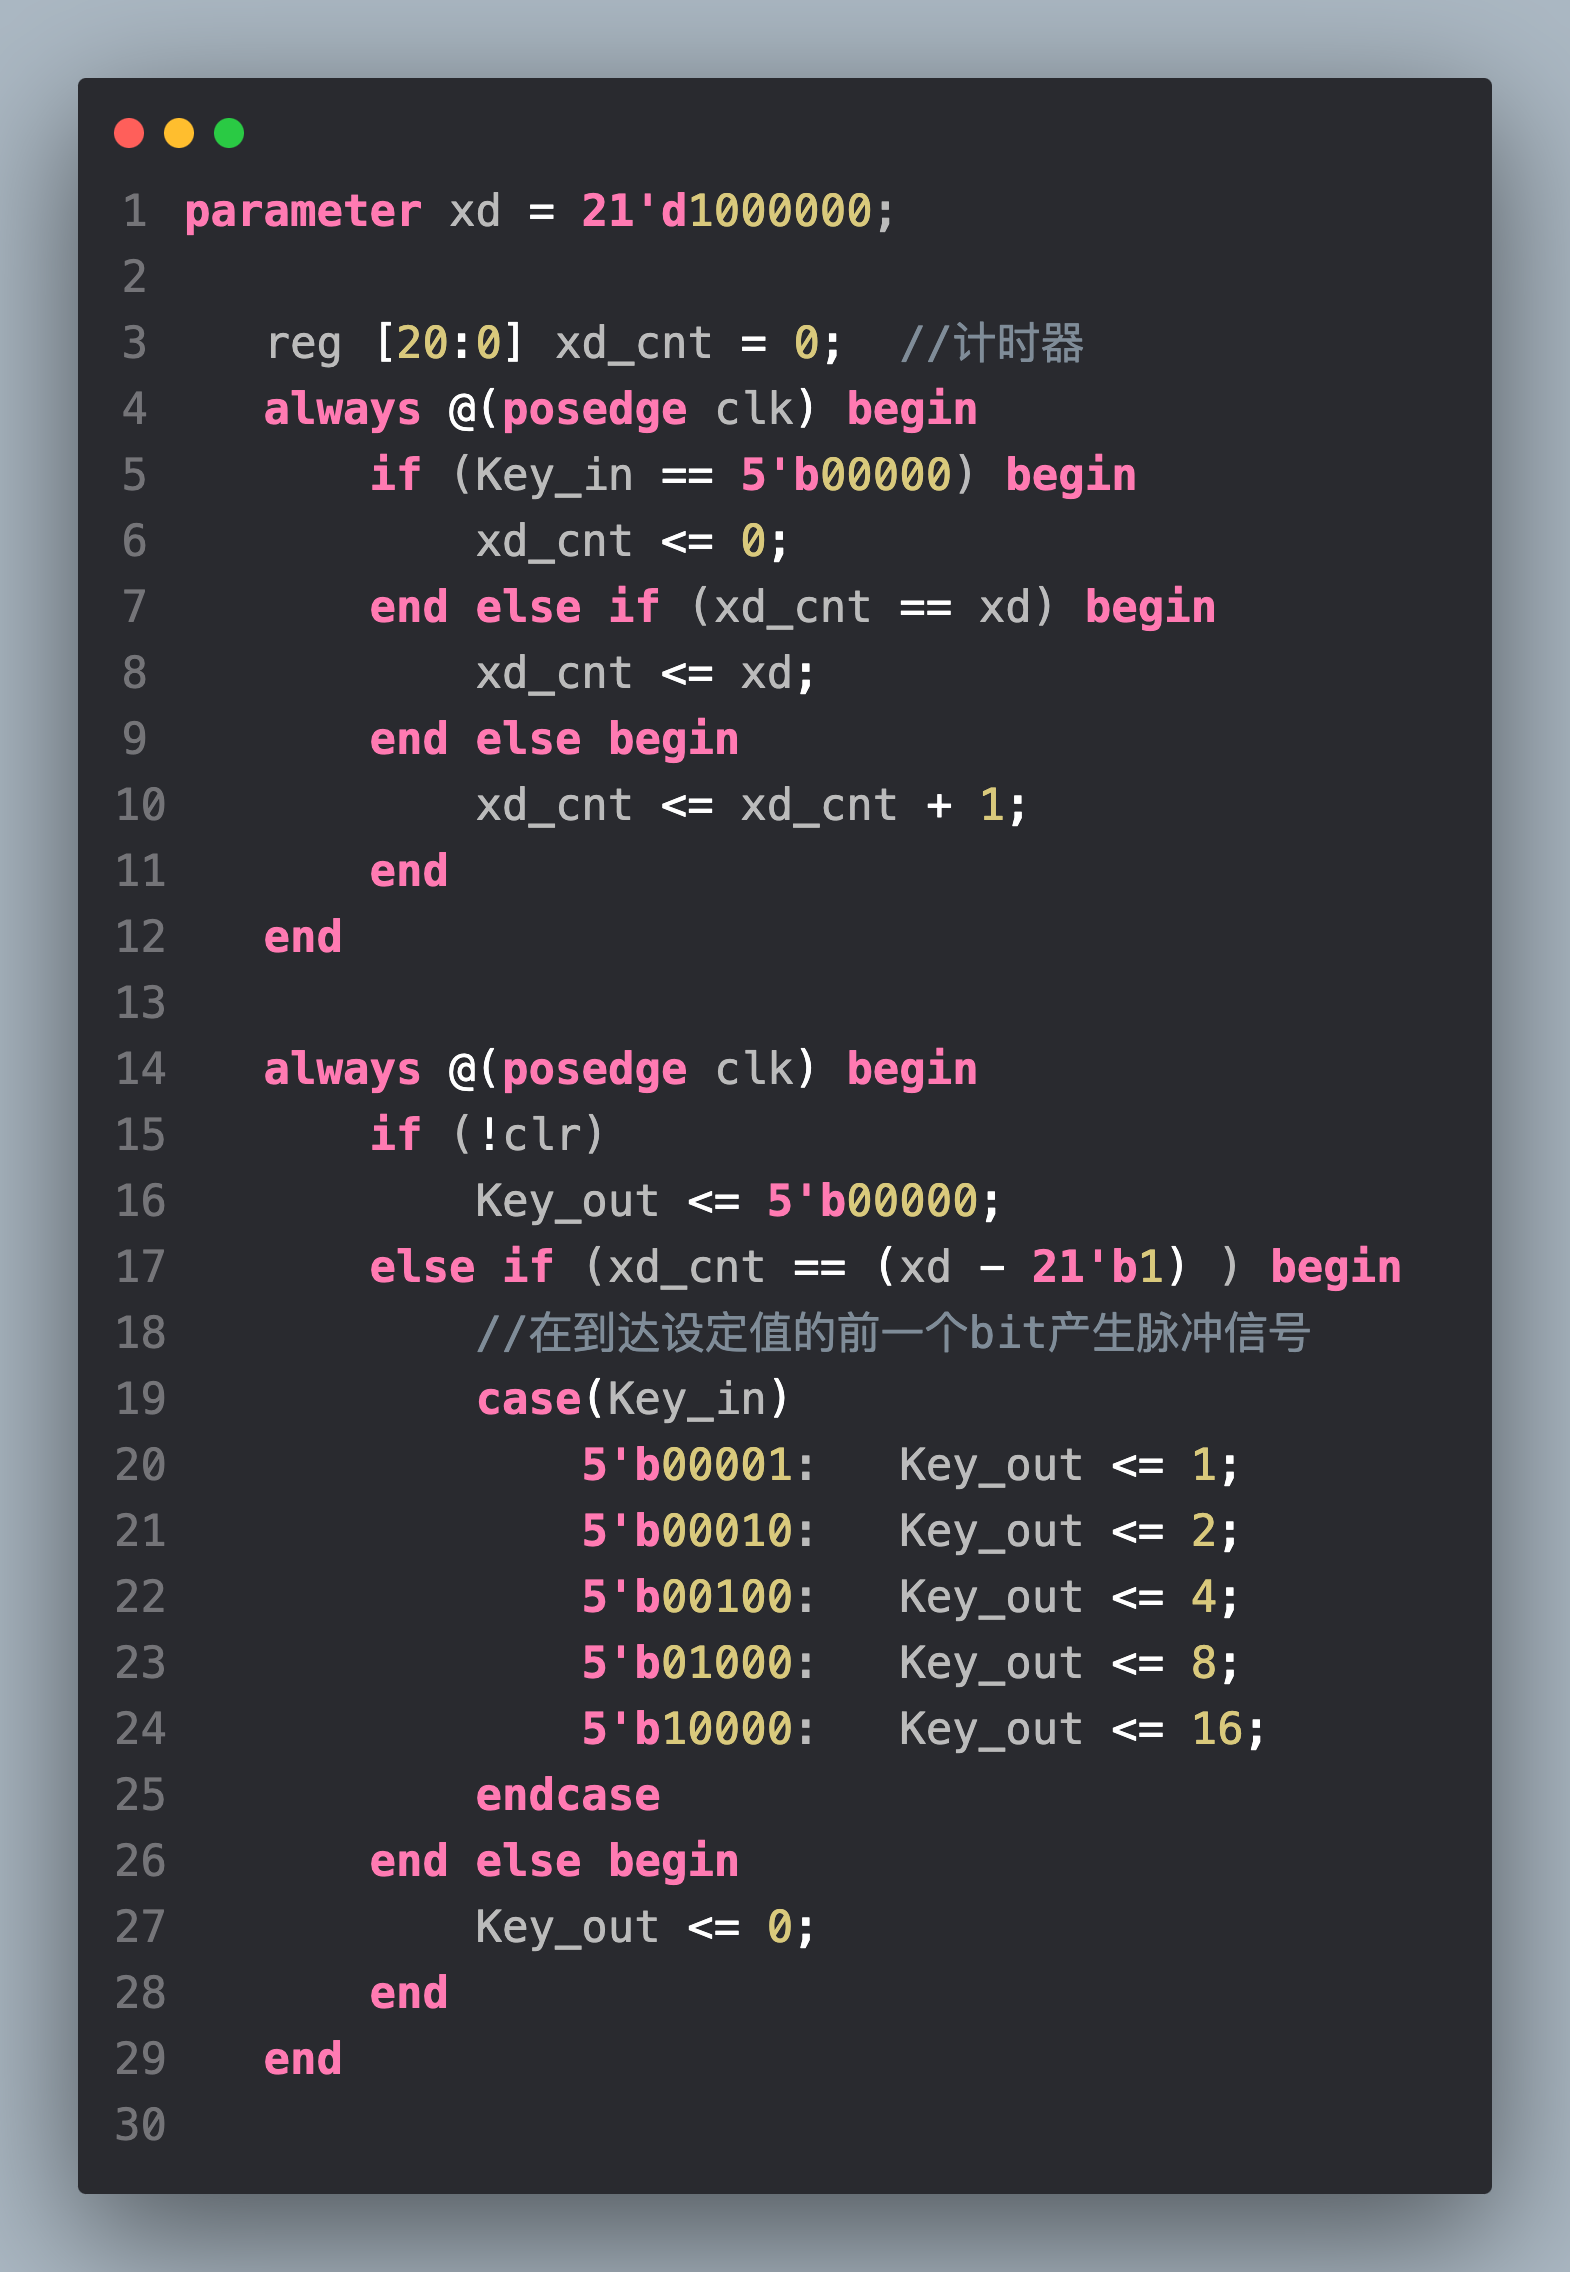 1 parameter xd = 21'd1000000;
2
3    reg [20:0] xd_cnt = 0;  //计时器
4    always @(posedge clk) begin
5        if (Key_in == 5'b00000) begin
6            xd_cnt <= 0;
7        end else if (xd_cnt == xd) begin
8            xd_cnt <= xd;
9        end else begin
10            xd_cnt <= xd_cnt + 1;
11        end
12    end
13
14    always @(posedge clk) begin
15        if (!clr)
16            Key_out <= 5'b00000;
17        else if (xd_cnt == (xd - 21'b1) ) begin
18            //在到达设定值的前一个bit产生脉冲信号
19            case(Key_in)
20                5'b00001:   Key_out <= 1;
21                5'b00010:   Key_out <= 2;
22                5'b00100:   Key_out <= 4;
23                5'b01000:   Key_out <= 8;
24                5'b10000:   Key_out <= 16;
25            endcase
26        end else begin
27            Key_out <= 0;
28        end
29    end
30